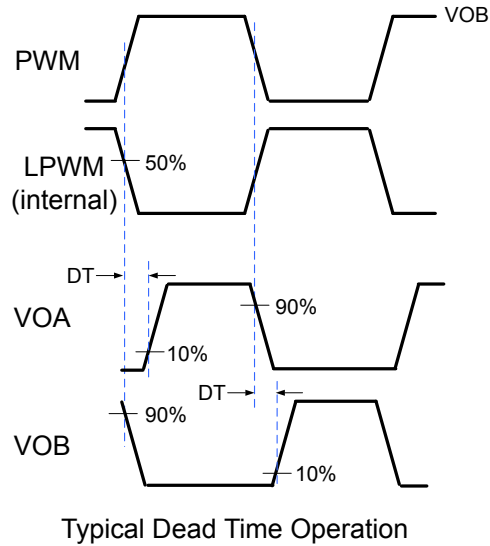 VOB
PWM
50%
LPWM
(internal)
DT
90%
VOA
10%
DT
90%
VOB
10%
Typical Dead Time Operation